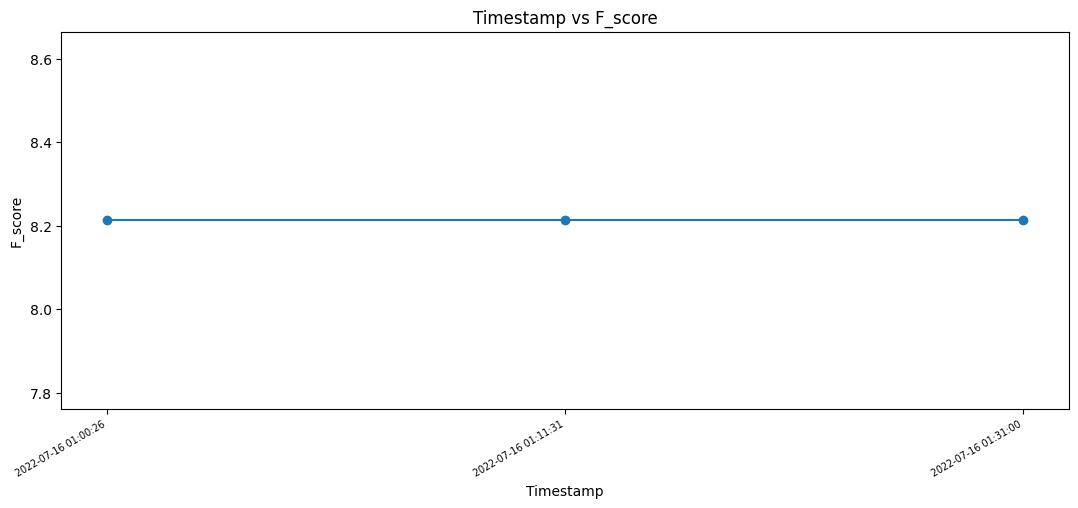 Timestamp vs F_score
8.6
8.4
8.2
8.0
7.8
F_score
2022-07-16 01:00:26
2022-07-16 01:11:31
2022-07-16 01:31:00
Timestamp